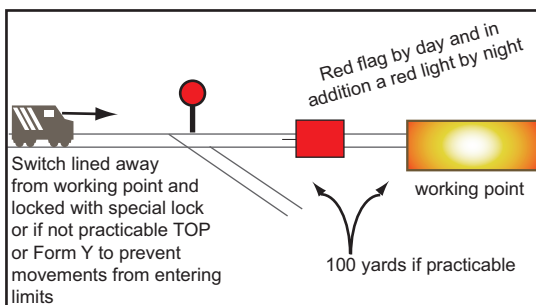 Red flag by day and in
addition a red light by night
Switch lined away
from working point and
locked with special lock
or if not practicable TOP
or Form Y to prevent
movements from entering
limits
working point
100 yards if practicable